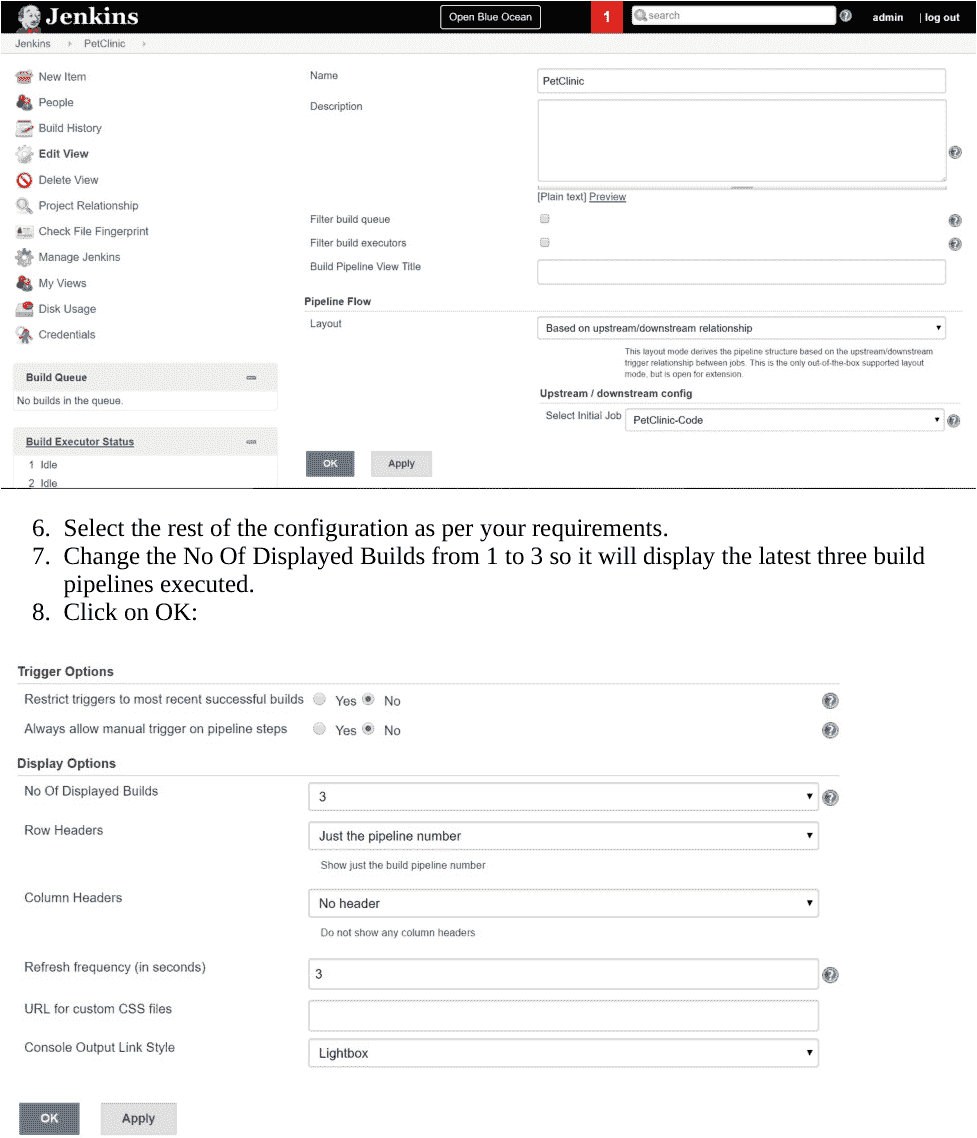 Jenkins
Open Blue Ocean
1
search
admin
| log out
Jenkins
PetClinic
New Item
People
Build History
Edit View
Delete View
Project Relationship
Check File Fingerprint
Manage Jenkins
My Views
Disk Usage
Credentials
Build Queue
No builds in the queue.
Build Executor Status
1 Idle
2 Idle
Name
PetClinic
Description
[Plain text] Preview
Filter build queue
Filter build executors
Build Pipeline View Title
Pipeline Flow
Layout
Based on upstream/downstream relationship
This layout mode derives the pipeline structure based on the upstream/downstream
trigger relationship between jobs. This is the only out-of-the-box supported layout
mode, but is open for extension.
Upstream / downstream config
Select Initial Job
PetClinic-Code
OK
Apply
6. Select the rest of the configuration as per your requirements.
7. Change the No Of Displayed Builds from 1 to 3 so it will display the latest three build
pipelines executed.
8. Click on OK:
Trigger Options
Restrict triggers to most recent successful builds Yes No
Always allow manual trigger on pipeline steps Yes No
Display Options
No Of Displayed Builds
3
Row Headers
Just the pipeline number
Show just the build pipeline number
Column Headers
No header
Do not show any column headers
Refresh frequency (in seconds)
3
URL for custom CSS files
Console Output Link Style
Lightbox
OK
Apply